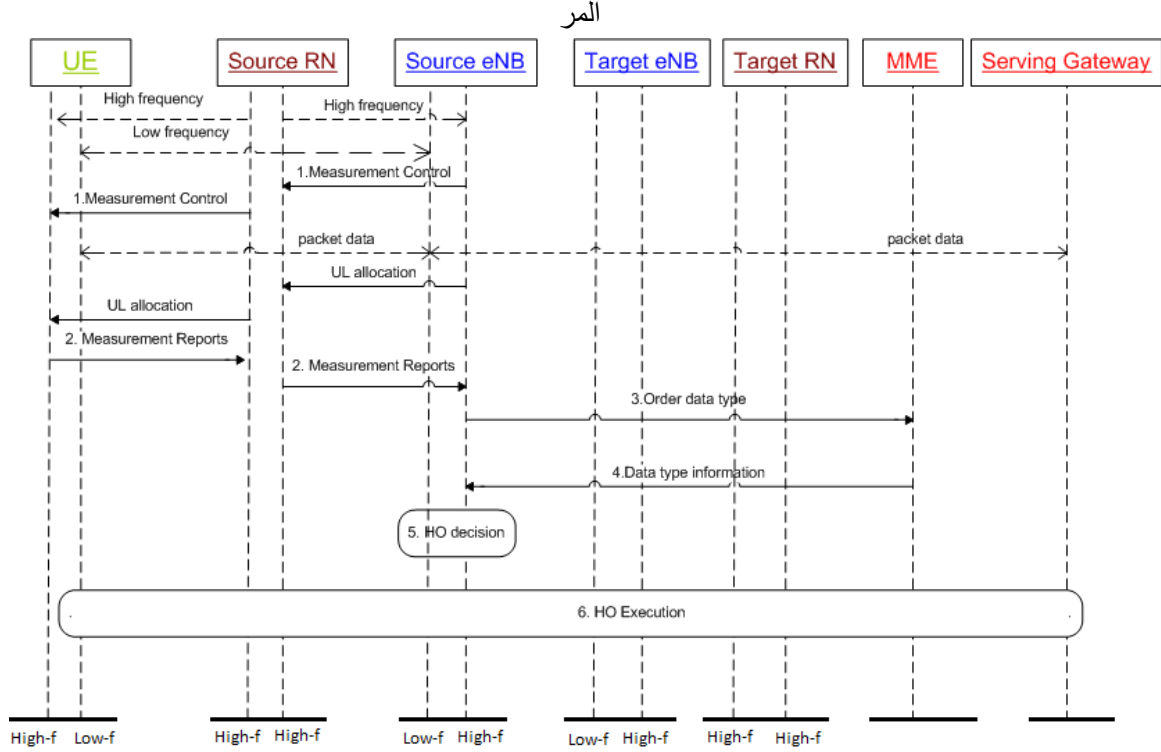 المر
UE
Source RN
Source eNB
Target eNB
Target RN
MME
Serving Gateway
High frequency
High frequency
Low frequency
1.Measurement Control
1.Measurement Control
packet data
packet data
UL allocation
UL allocation
2. Measurement Reports
2. Measurement Reports
3.Order data type
4.Data type information
5. HO decision
6. HO Execution
High-f Low-f High-f High-f Low-f High-f Low-f High-f High-f High-f